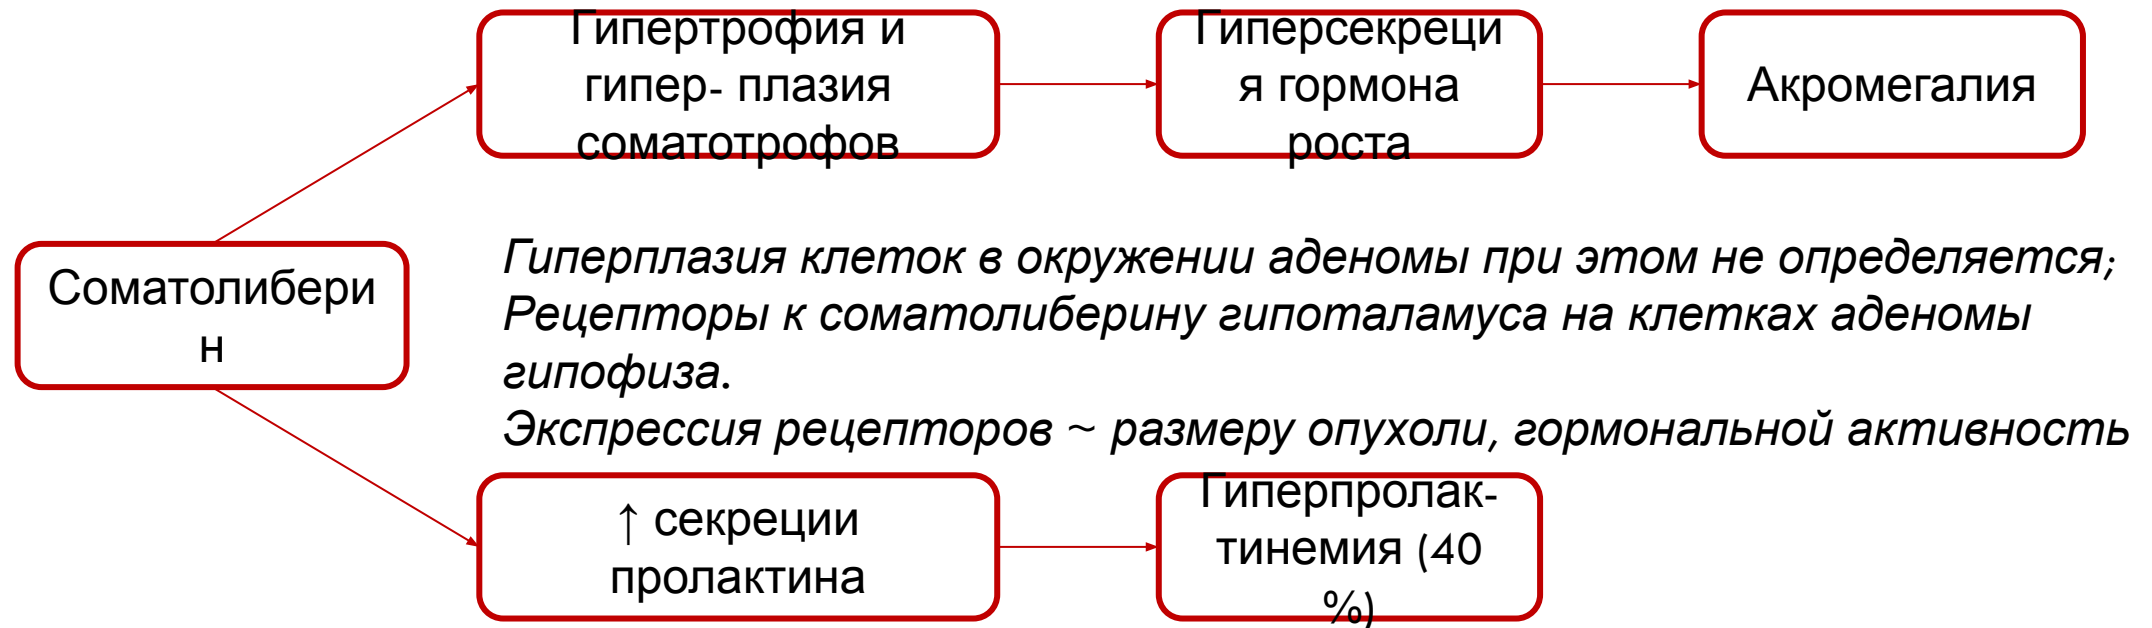 Гипертрофия и
гипер- плазия
соматотрофов
Гиперсекреци
я гормона
роста
Акромегалия
Соматолибери
н
Гиперплазия клеток в окружении аденомы при этом не определяется;
Рецепторы к соматолиберину гипоталамуса на клетках аденомы
гипофиза.
Экспрессия рецепторов ~ размеру опухоли, гормональной активность
↑ секреции
пролактина
Гиперпролак-
тинемия (40
%)